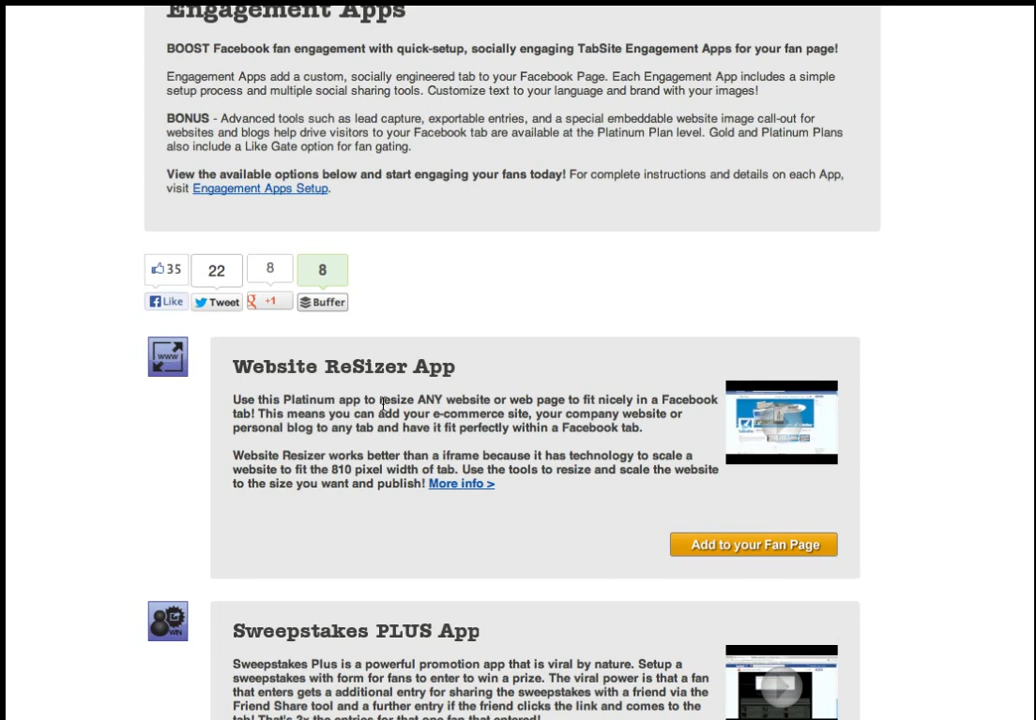 Engagement Apps
BOOST Facebook fan engagement with quick-setup, socially engaging TabSite Engagement Apps for your fan page!
Engagement Apps add a custom, socially engineered tab to your Facebook Page. Each Engagement App includes a simple
setup process and multiple social sharing tools. Customize text to your language and brand with your images!
BONUS - Advanced tools such as lead capture, exportable entries, and a special embeddable website image call-out for
websites and blogs help drive visitors to your Facebook tab are available at the Platinum Plan level. Gold and Platinum Plans
also include a Like Gate option for fan gating.
View the available options below and start engaging your fans today! For complete instructions and details on each App,
visit Engagement Apps Setup.
35 22 8 8
Like Tweet +1 Buffer
www
Website ReSizer App
Use this Platinum app to resize ANY website or web page to fit nicely in a Facebook
tab! This means you can add your e-commerce site, your company website or
personal blog to any tab and have it fit perfectly within a Facebook tab.
Website Resizer works better than a iframe because it has technology to scale a
website to fit the 810 pixel width of tab. Use the tools to resize and scale the website
to the size you want and publish! More info >
Add to your Fan Page
WIN
Sweepstakes PLUS App
Sweepstakes Plus is a powerful promotion app that is viral by nature. Setup a
sweepstakes with form for fans to enter to win a prize. The viral power is that a fan
that enters gets a additional entry for sharing the sweepstakes with a friend via the
Friend Share tool and a further entry if the friend clicks the link and comes to the
tab! That's 3x the entries for that one fan that entered!